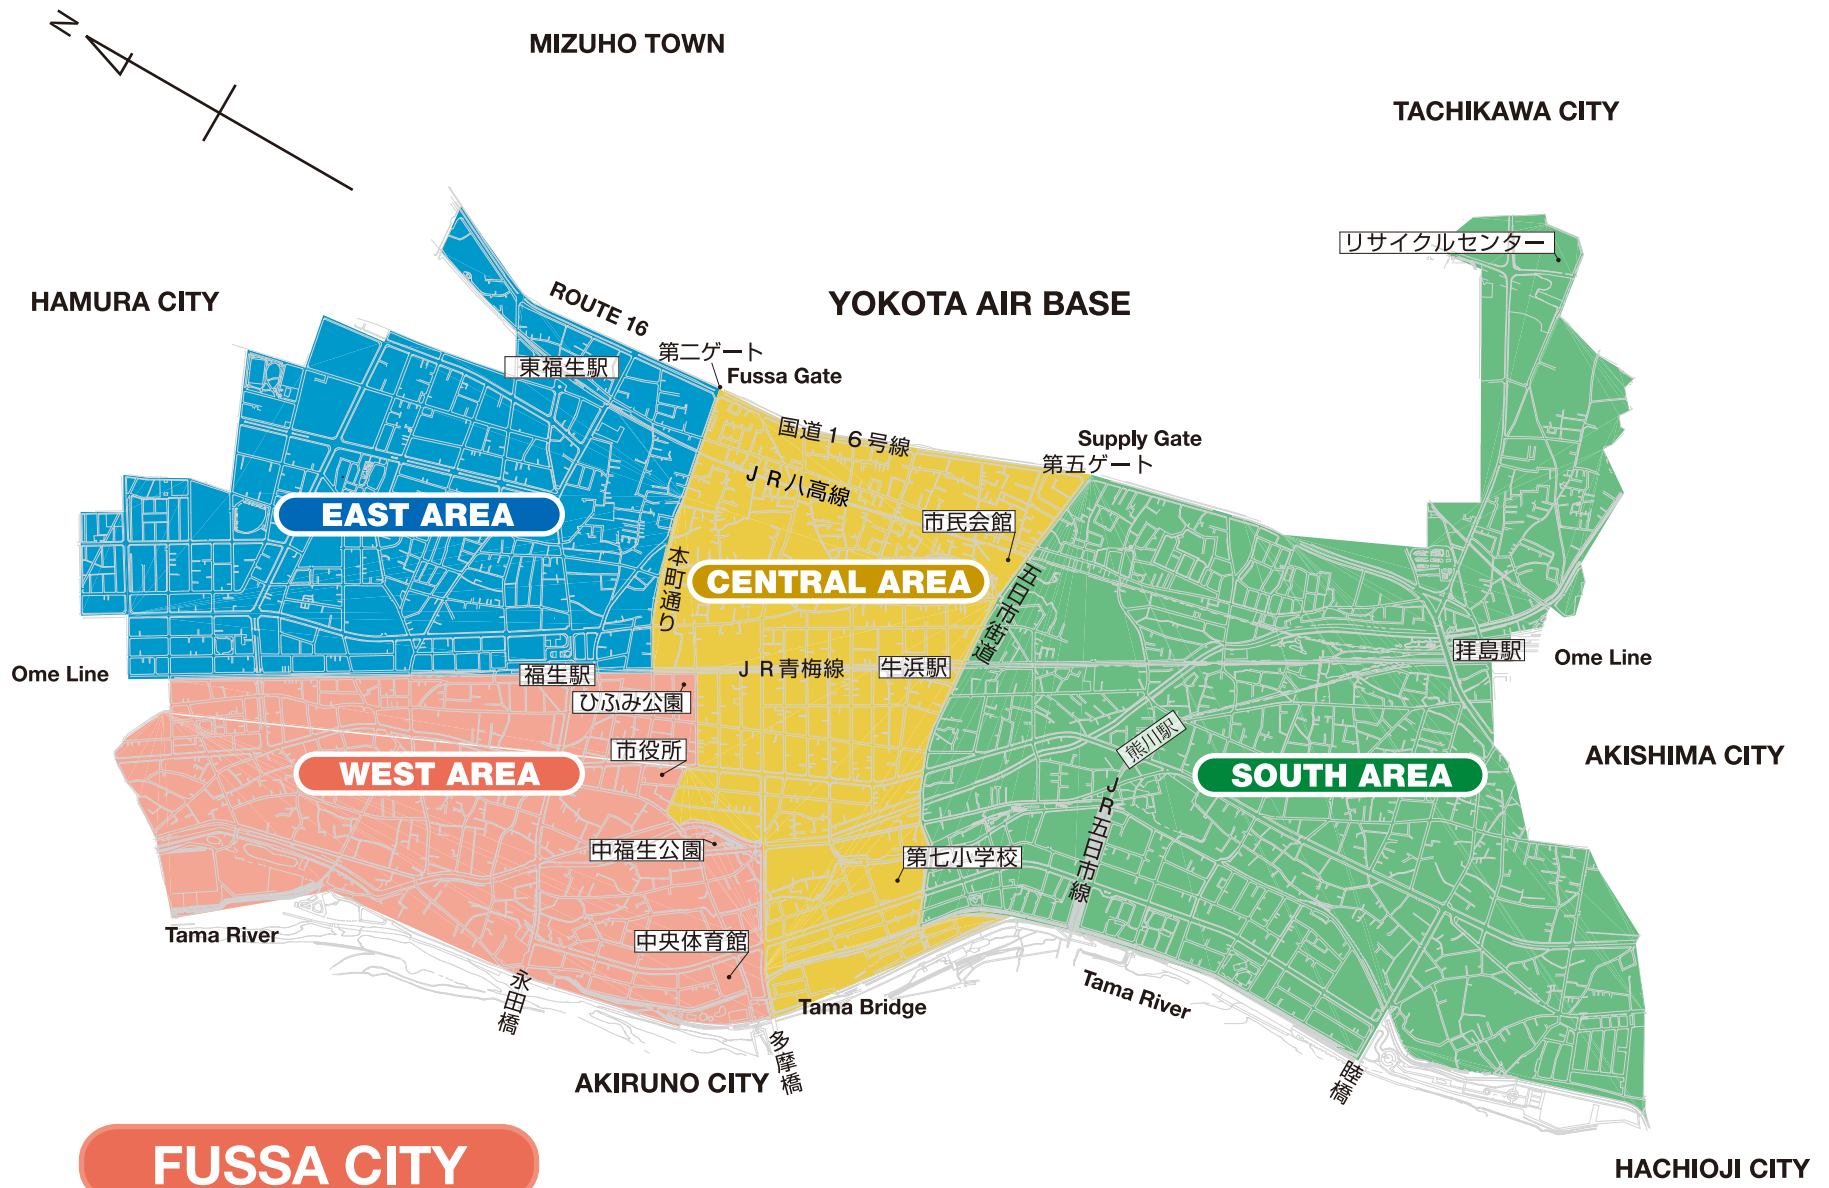 N
MIZUHO TOWN
TACHIKAWA CITY
リサイクルセンター
HAMURA CITY
ROUTE 16
YOKOTA AIR BASE
第二ゲート
東福生駅
Fussa Gate
国道16号線
Supply Gate
第五ゲート
JR八高線
市民会館
EAST AREA
本町通り
CENTRAL AREA
五日市街道
Ome Line
福生駅
JR青梅線
牛浜駅
拝島駅
Ome Line
ひふみ公園
市役所
熊川駅
WEST AREA
SOUTH AREA
AKISHIMA CITY
JR五日市線
中福生公園
第七小学校
Tama River
中央体育館
永田橋
Tama Bridge
Tama River
多摩橋
睦橋
AKIRUNO CITY
FUSSA CITY
HACHIOJI CITY